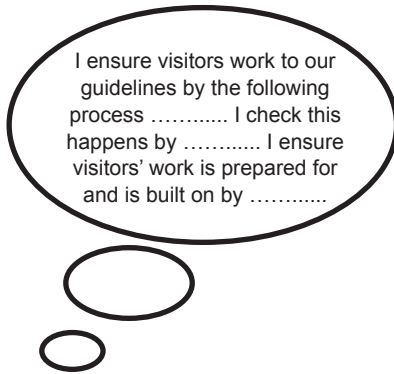 I ensure visitors work to our
guidelines by the following
process ……...... I check this
happens by ……...... I ensure
visitors’ work is prepared for
and is built on by ……......